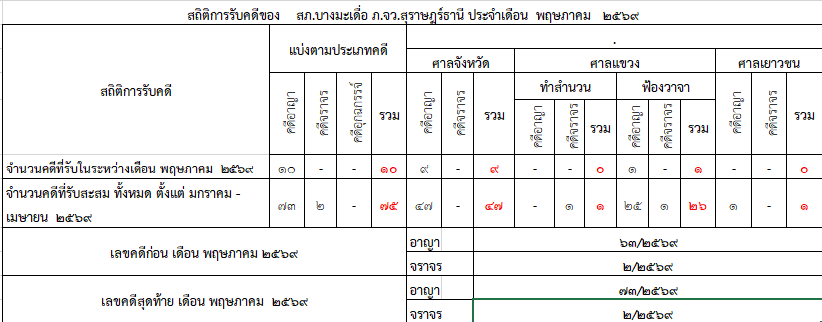 สถิติการรับคดีของ สภ.บางมะเดื่อ ภ.จว.สุราษฎร์ธานี ประจำเดือน พฤษภาคม ๒๕๖๙
สถิติการรับคดี แบ่งตามประเภทคดี .
ศาลจังหวัด ศาลแขวง ศาลเยาวชน
ทำสำนวน ฟ้องวาจา
คดีอาญา คดีจราจร คดีอุกฉกรรจ์ รวม คดีอาญา คดีจราจร รวม คดีอาญา คดีจราจร รวม คดีอาญา คดีจราจร รวม คดีอาญา คดีจราจร รวม
จำนวนคดีที่รับในระหว่างเดือน พฤษภาคม ๒๕๖๙ ๑๐ - - ๑๐ ๙ - ๙ - - ๐ ๑ - ๑ - - ๐
จำนวนคดีที่รับสะสม ทั้งหมด ตั้งแต่ มกราคม -
เมษายน ๒๕๖๙ ๗๓ ๒ - ๗๕ ๔๗ - ๔๗ - ๑ ๑ ๒๕ ๑ ๒๖ ๑ - ๑
เลขคดีก่อน เดือน พฤษภาคม ๒๕๖๙ อาญา ๖๓/๒๕๖๙
จราจร ๒/๒๕๖๙
เลขคดีสุดท้าย เดือน พฤษภาคม ๒๕๖๙ อาญา ๗๓/๒๕๖๙
จราจร ๒/๒๕๖๙